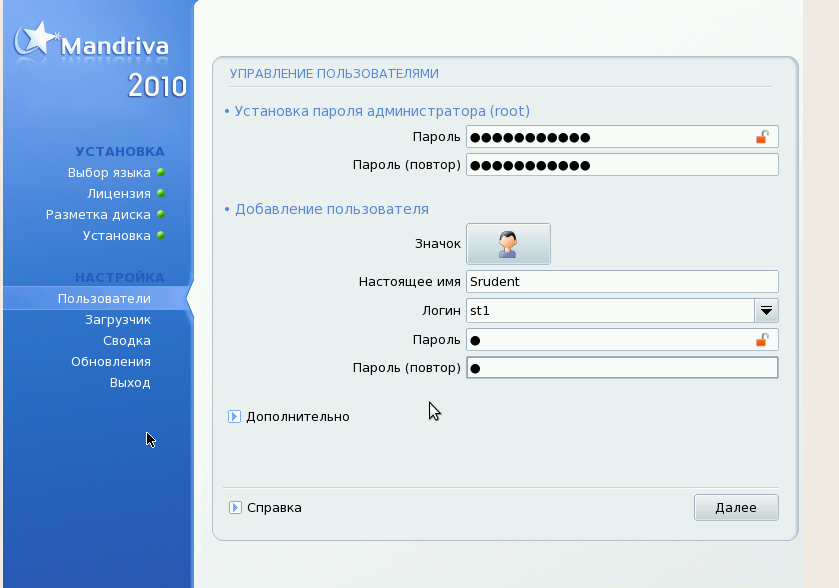 Mandriva
2010
УСТАНОВКА
Выбор языка
Лицензия
Разметка диска
Установка
НАСТРОЙКА
Пользователи
Загрузчик
Сводка
Обновления
Выход
УПРАВЛЕНИЕ ПОЛЬЗОВАТЕЛЯМИ
• Установка пароля администратора (root)
Пароль ●●●●●●●●●●●
Пароль (повтор) ●●●●●●●●●●●
• Добавление пользователя
Значок
Настоящее имя Srudent
Логин st1
Пароль ●
Пароль (повтор) ●
Дополнительно
Справка
Далее